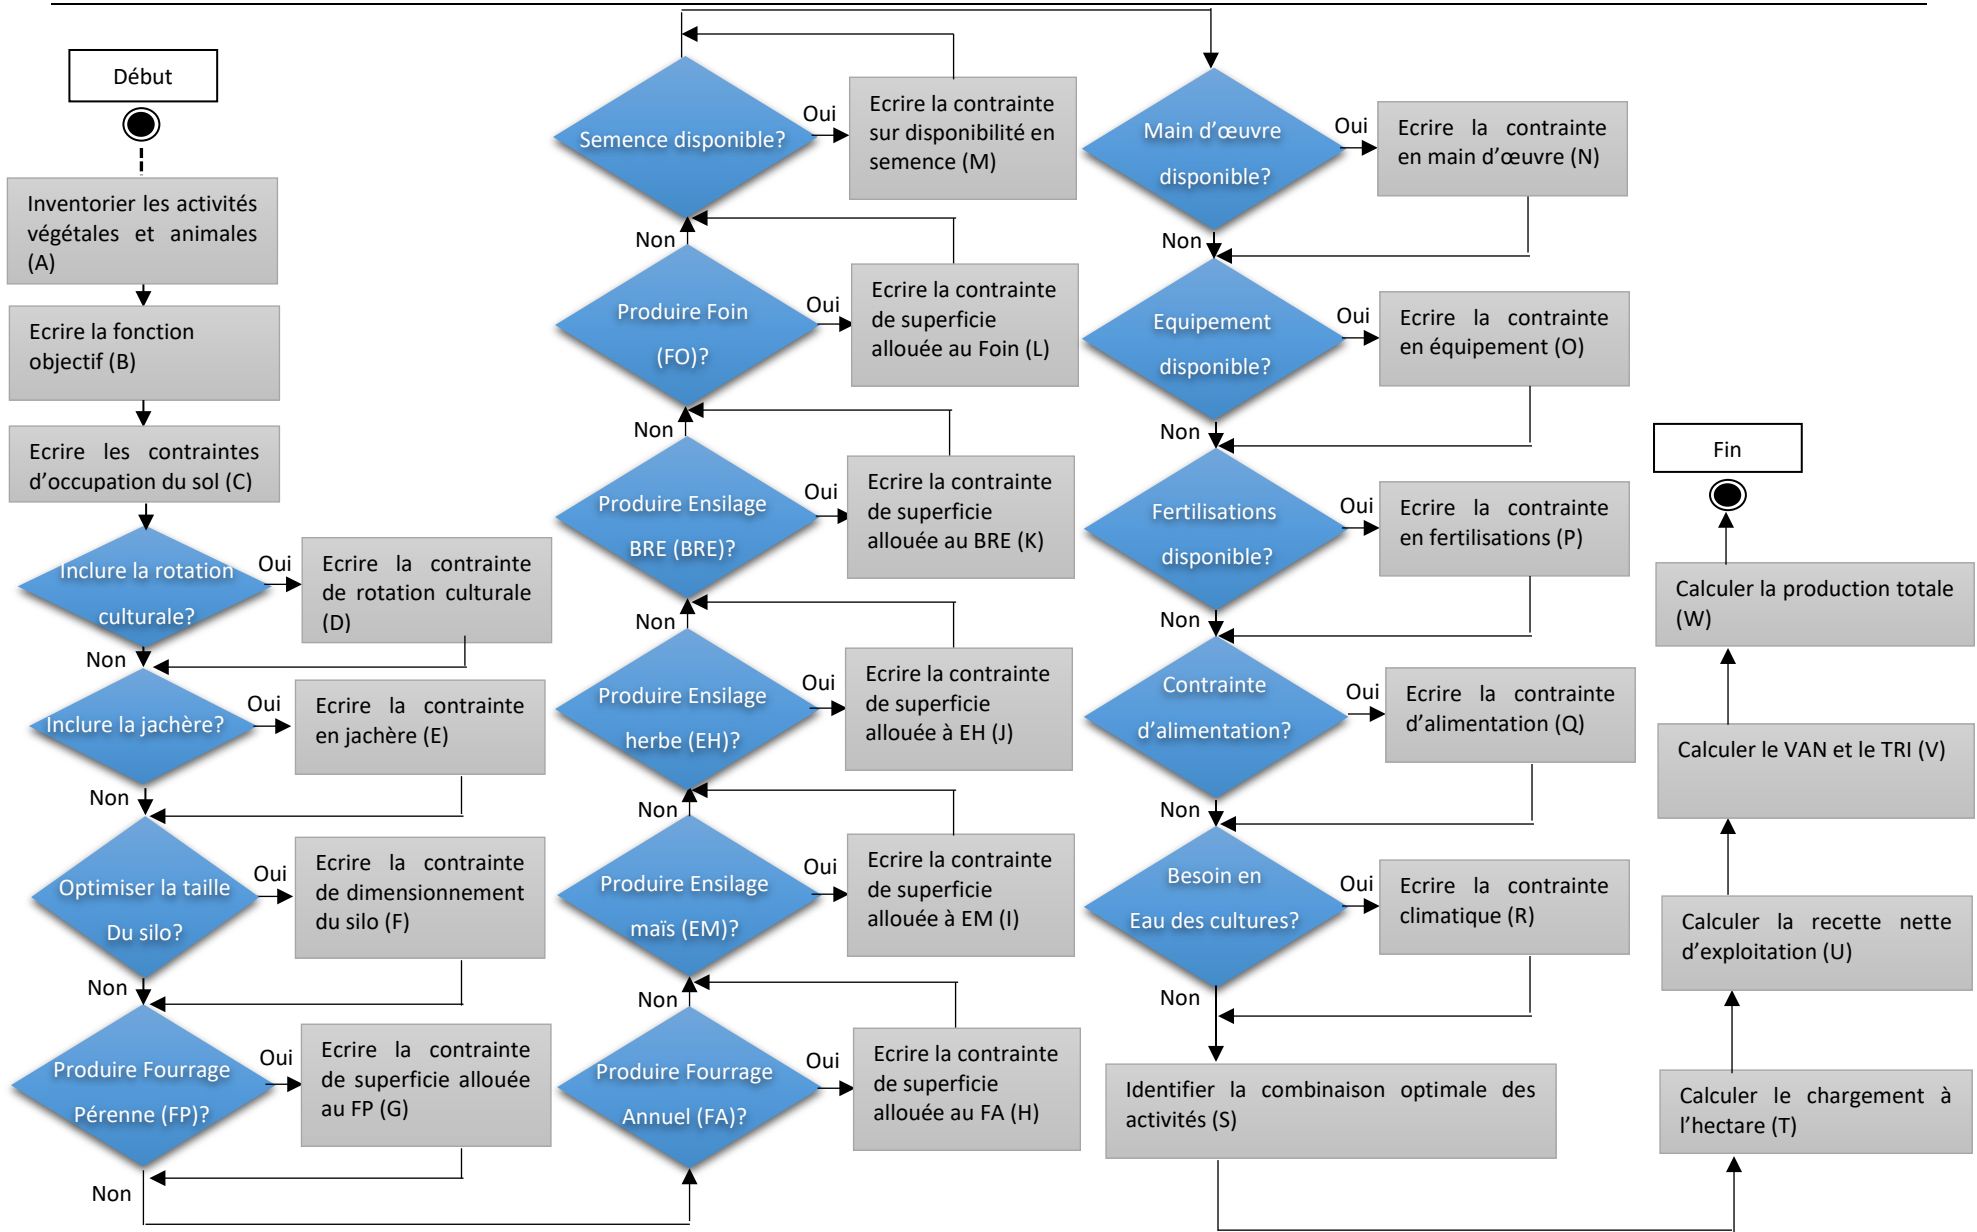 Début
Inventorier les activités
végétales et animales
(A)
Ecrire la fonction
objectif (B)
Ecrire les contraintes
d'occupation du sol (C)
Inclure la rotation
culturale?
Oui
Ecrire la contrainte
de rotation culturale
(D)
Non
Inclure la jachère?
Oui
Ecrire la contrainte
en jachère (E)
Non
Optimiser la taille
Du silo?
Oui
Ecrire la contrainte
de dimensionnement
du silo (F)
Non
Produire Fourrage
Pérenne (FP)?
Oui
Ecrire la contrainte
de superficie allouée
au FP (G)
Non
Semence disponible?
Oui
Ecrire la contrainte
sur disponibilité en
semence (M)
Non
Produire Foin
(FO)?
Oui
Ecrire la contrainte
de superficie
allouée au Foin (L)
Non
Produire Ensilage
BRE (BRE)?
Oui
Ecrire la contrainte
de superficie
allouée au BRE (K)
Non
Produire Ensilage
herbe (EH)?
Oui
Ecrire la contrainte
de superficie
allouée à EH (J)
Non
Produire Ensilage
maïs (EM)?
Oui
Ecrire la contrainte
de superficie
allouée à EM (I)
Non
Produire Fourrage
Annuel (FA)?
Oui
Ecrire la contrainte
de superficie
allouée au FA (H)
Main d'œuvre
disponible?
Oui
Ecrire la contrainte
en main d'œuvre (N)
Non
Equipement
disponible?
Oui
Ecrire la contrainte
en équipement (O)
Non
Fertilisations
disponible?
Oui
Ecrire la contrainte
en fertilisations (P)
Non
Contrainte
d'alimentation?
Oui
Ecrire la contrainte
d'alimentation (Q)
Non
Besoin en
Eau des cultures?
Oui
Ecrire la contrainte
climatique (R)
Non
Identifier la combinaison optimale des
activités (S)
Fin
Calculer la production totale
(W)
Calculer le VAN et le TRI (V)
Calculer la recette nette
d'exploitation (U)
Calculer le chargement à
l'hectare (T)